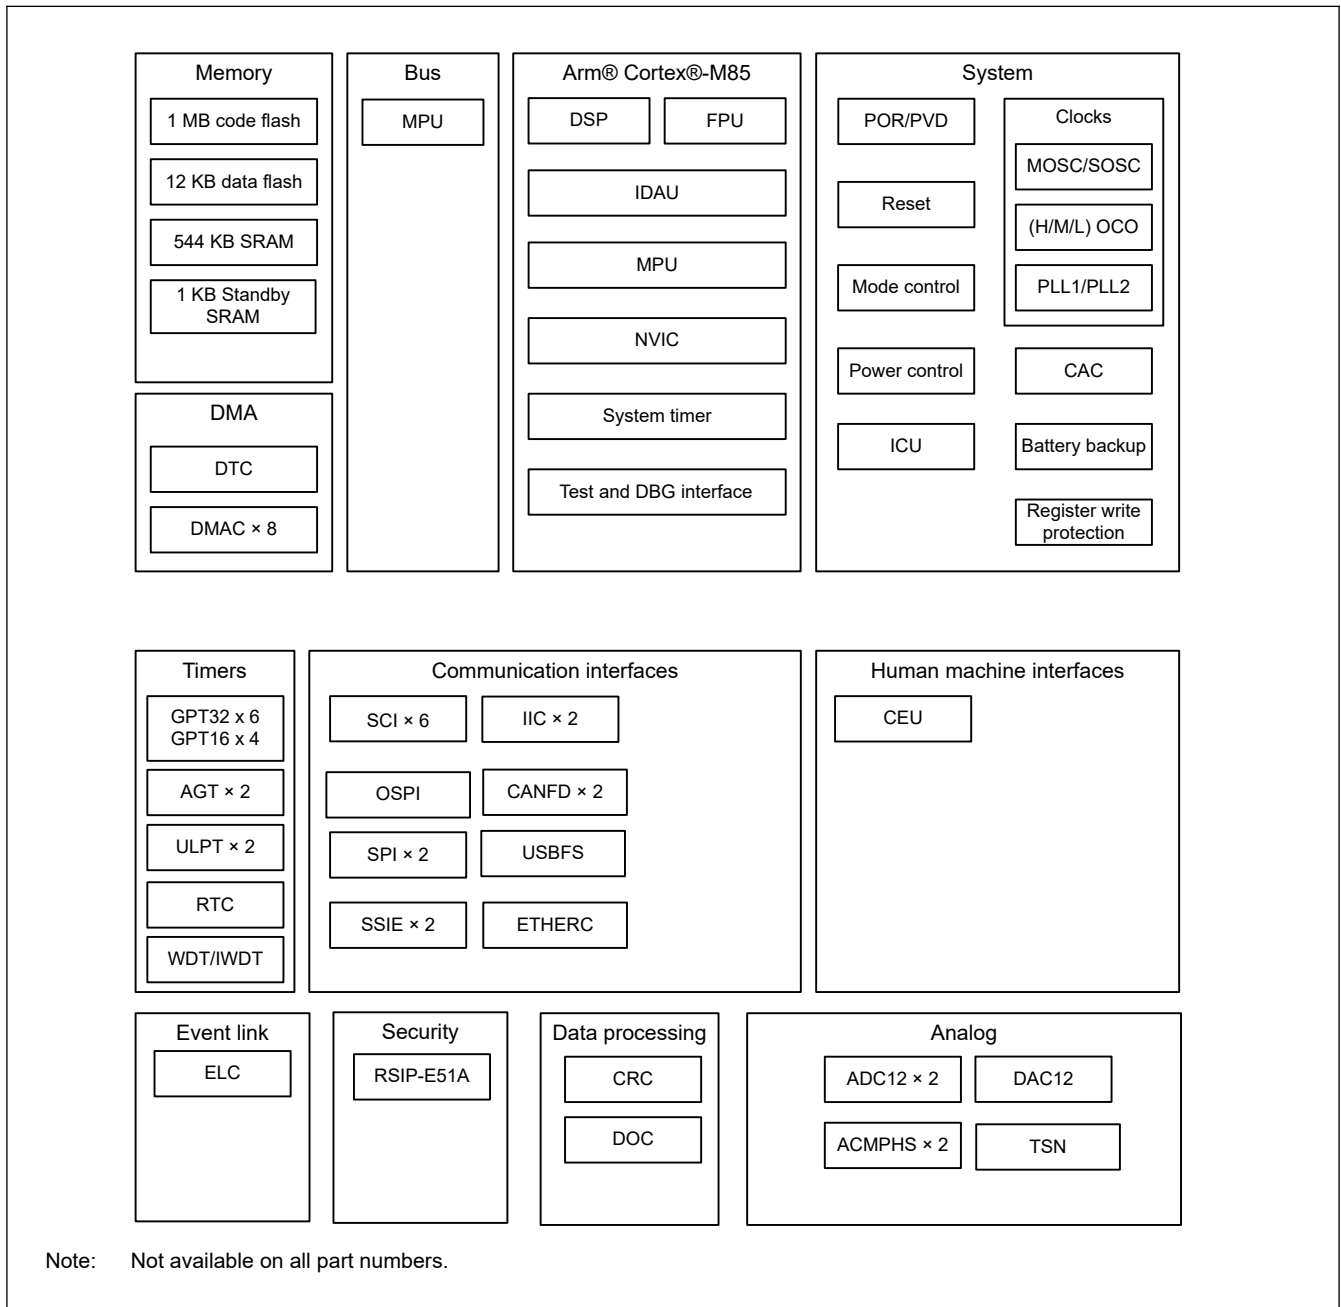 Memory
1 MB code flash
12 KB data flash
544 KB SRAM
1 KB Standby
SRAM
DMA
DTC
DMAC × 8
Bus
MPU
Arm® Cortex®-M85
DSP
FPU
IDAU
MPU
NVIC
System timer
Test and DBG interface
System
POR/PVD
Reset
Mode control
Power control
ICU
Clocks
MOSC/SOSC
(H/M/L) OCO
PLL1/PLL2
CAC
Battery backup
Register write
protection
Timers
GPT32 x 6
GPT16 x 4
AGT × 2
ULPT × 2
RTC
WDT/IWDT
Communication interfaces
SCI × 6
IIC × 2
OSPI
CANFD × 2
SPI × 2
USBFS
SSIE × 2
ETHERC
Human machine interfaces
CEU
Event link
ELC
Security
RSIP-E51A
Data processing
CRC
DOC
Analog
ADC12 × 2
DAC12
ACMPHS × 2
TSN
Note: Not available on all part numbers.